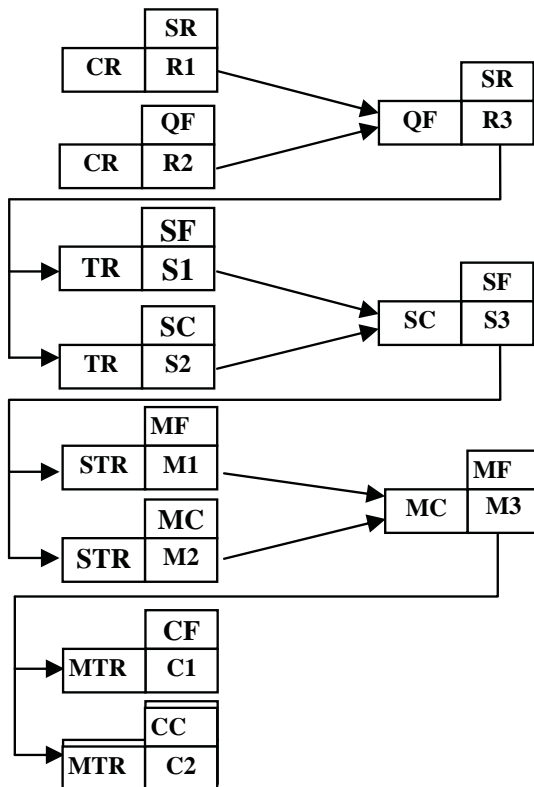 SR
CR R1
SR
QF R3
QF
CR R2
SF
TR S1
SF
SC S3
SC
TR S2
MF
STR M1
MF
MC M3
MC
STR M2
CF
MTR C1
CC
MTR C2